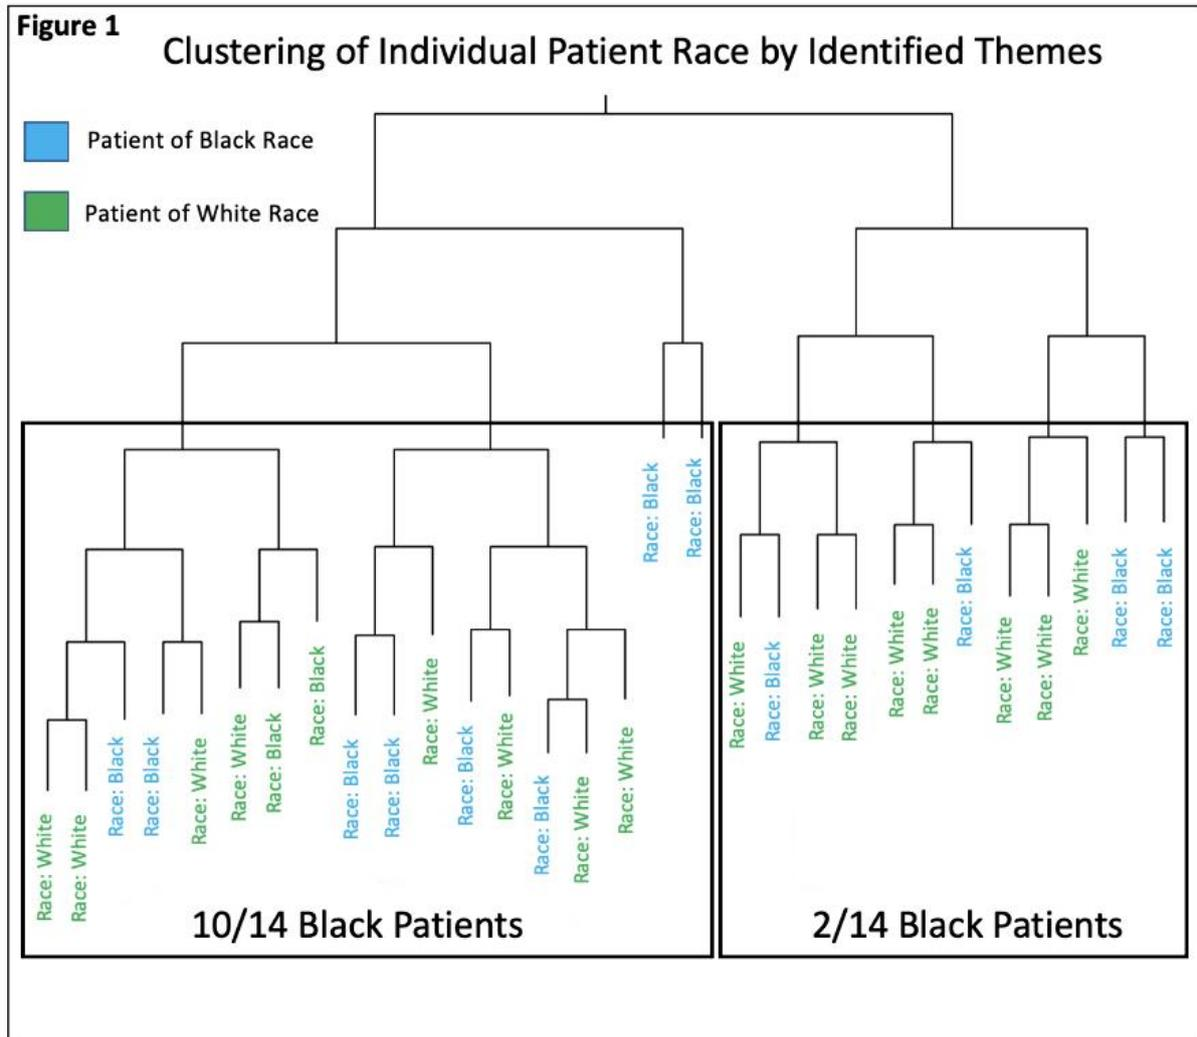 Figure 1
Clustering of Individual Patient Race by Identified Themes
Patient of Black Race
Patient of White Race
Race: White
Race: White
Race: Black
Race: Black
Race: White
Race: White
Race: Black
Race: Black
Race: Black
Race: Black
Race: White
Race: Black
Race: White
Race: Black
Race: White
Race: White
Race: Black
Race: Black
Race: White
Race: Black
Race: White
Race: White
Race: White
Race: White
Race: Black
Race: White
Race: White
Race: White
Race: Black
Race: Black
10/14 Black Patients
2/14 Black Patients